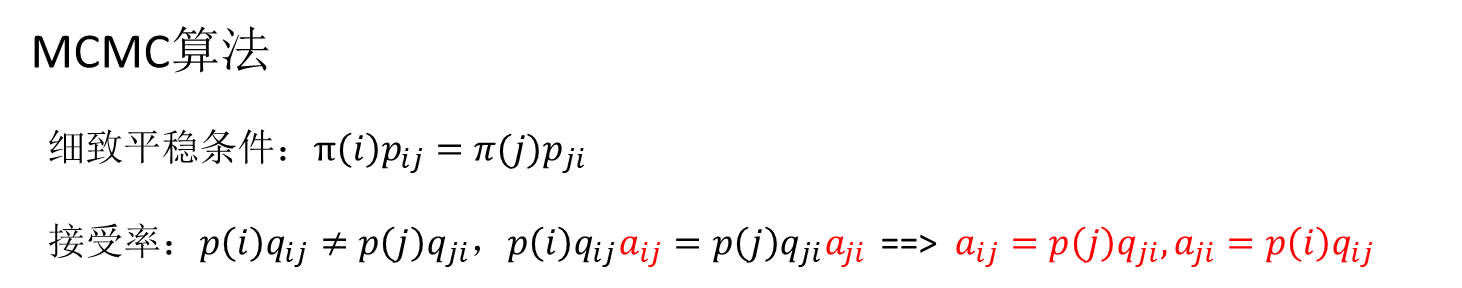 MCMC算法
细致平稳条件：π(i)p_{ij} = π(j)p_{ji}
接受率：p(i)q_{ij} ≠ p(j)q_{ji}，p(i)q_{ij}a_{ij} = p(j)q_{ji}a_{ji} ==> a_{ij} = p(j)q_{ji}, a_{ji} = p(i)q_{ij}